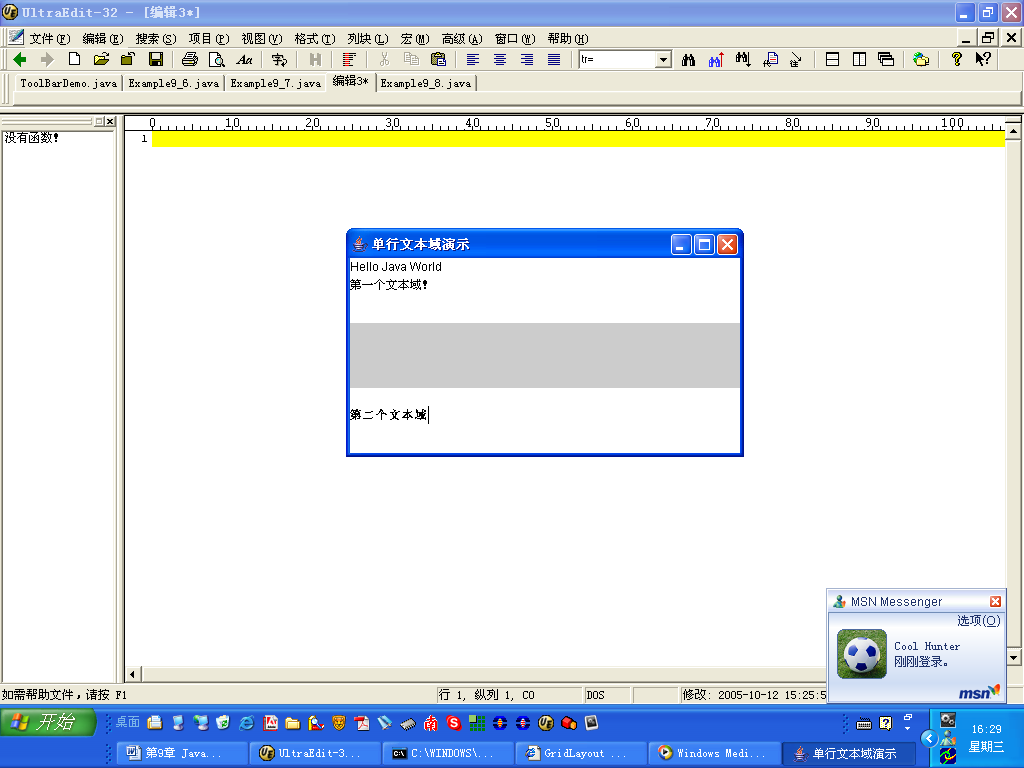 UltraEdit-32 - [编辑3*]
文件(F) 编辑(E) 搜索(S) 项目(P) 视图(V) 格式(T) 列块(L) 宏(M) 高级(A) 窗口(W) 帮助(H)
tr=
ToolBarDemo.java Example9_6.java Example9_7.java 编辑3* Example9_8.java
没有函数!
0 10 20 30 40 50 60 70 80 90 100
1
单行文本域演示
Hello Java World
第一个文本域!
第二个文本域
MSN Messenger
选项(O)
Cool Hunter
刚刚登录。
msn
如需帮助文件，请按 F1 行 1, 纵列 1, C0 DOS 修改: 2005-10-12 15:25:5
开始 桌面
16:29
星期三
第9章 Java... UltraEdit-3... C:\WINDOWS\... GridLayout ... Windows Medi... 单行文本域演示